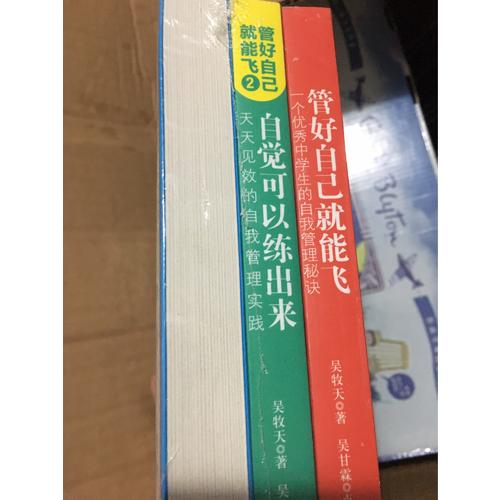 管好自己
就能飞②
自觉可以练出来
天天见效的自我管理实践
吴牧天◎著
吴
管好自己就能飞
一个优秀中学生的自我管理秘诀
吴牧天◎著
吴甘霖◎
Blyton